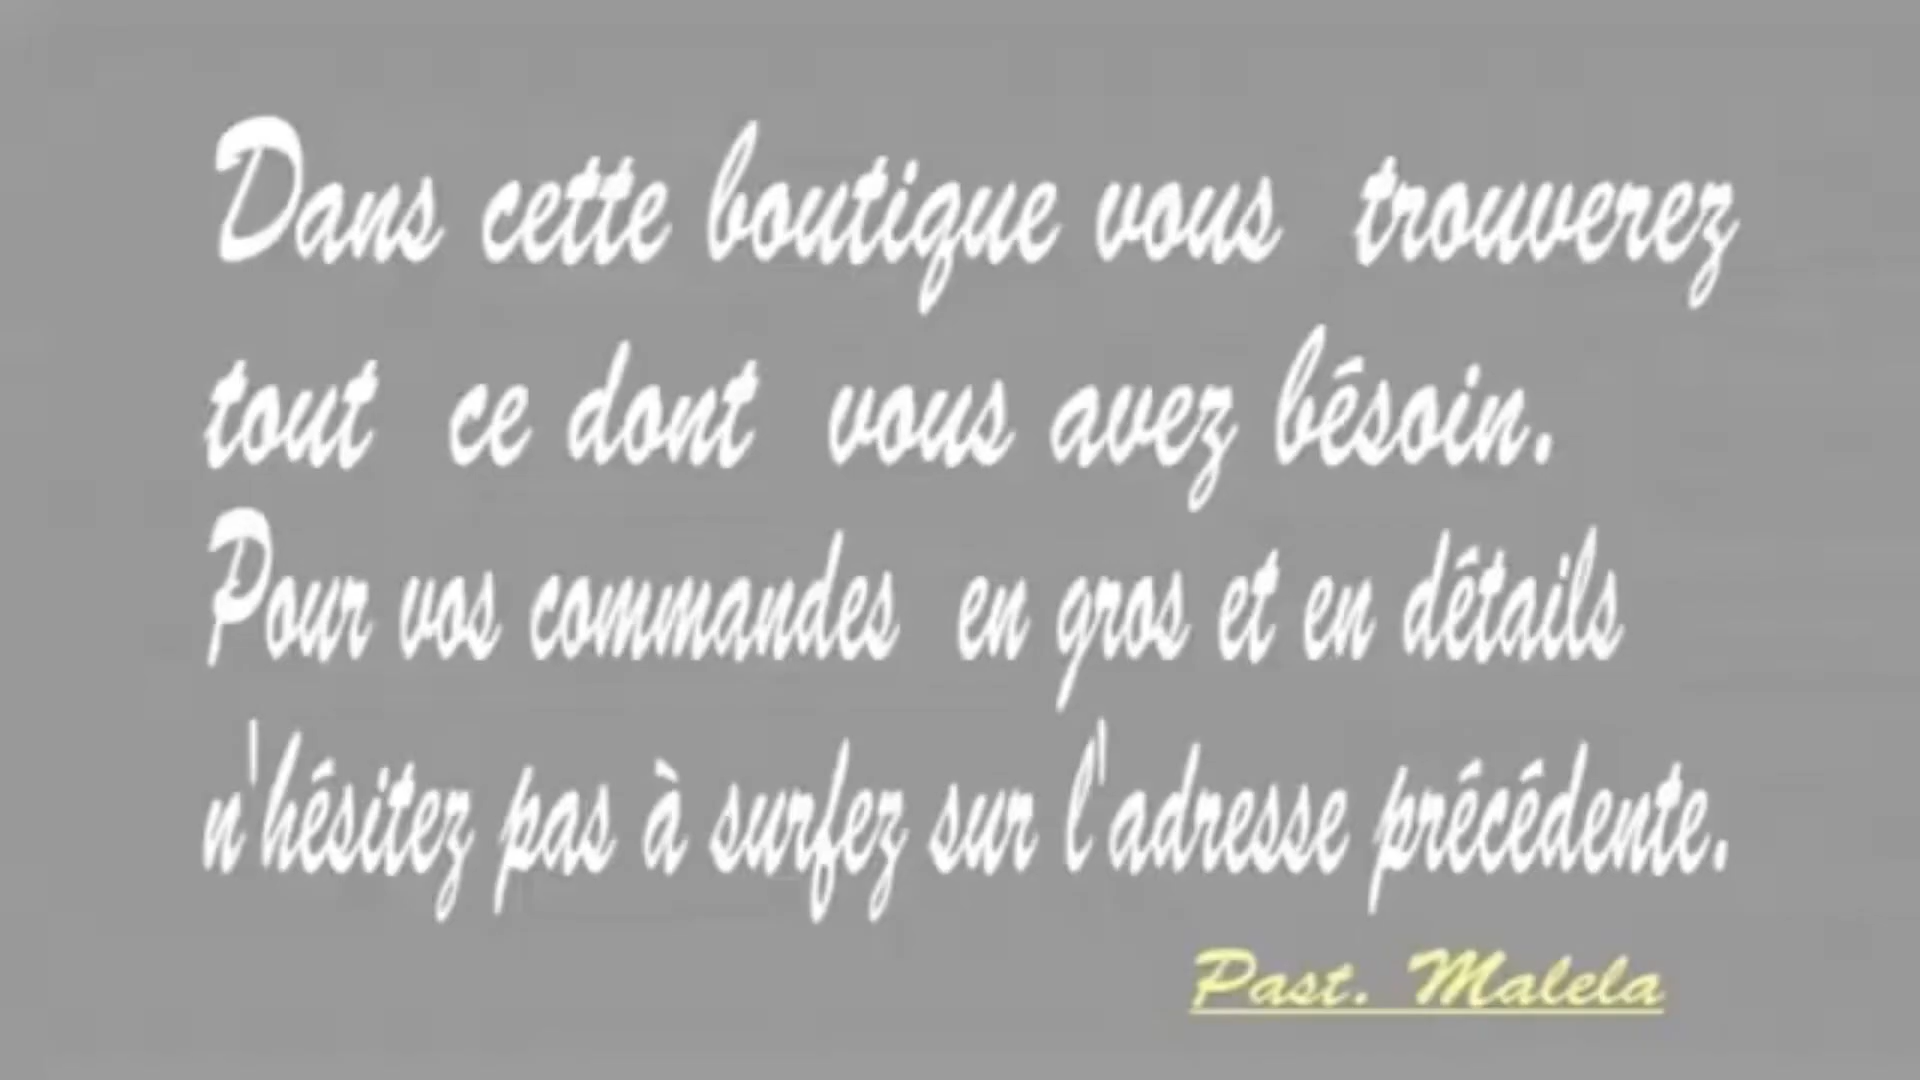 Dans cette boutique vous trouverez
tout ce dont vous avez bésoin.
Pour vos commandes en gros et en détails
n'hésitez pas à surfez sur l'adresse précédente.
Past. Malela